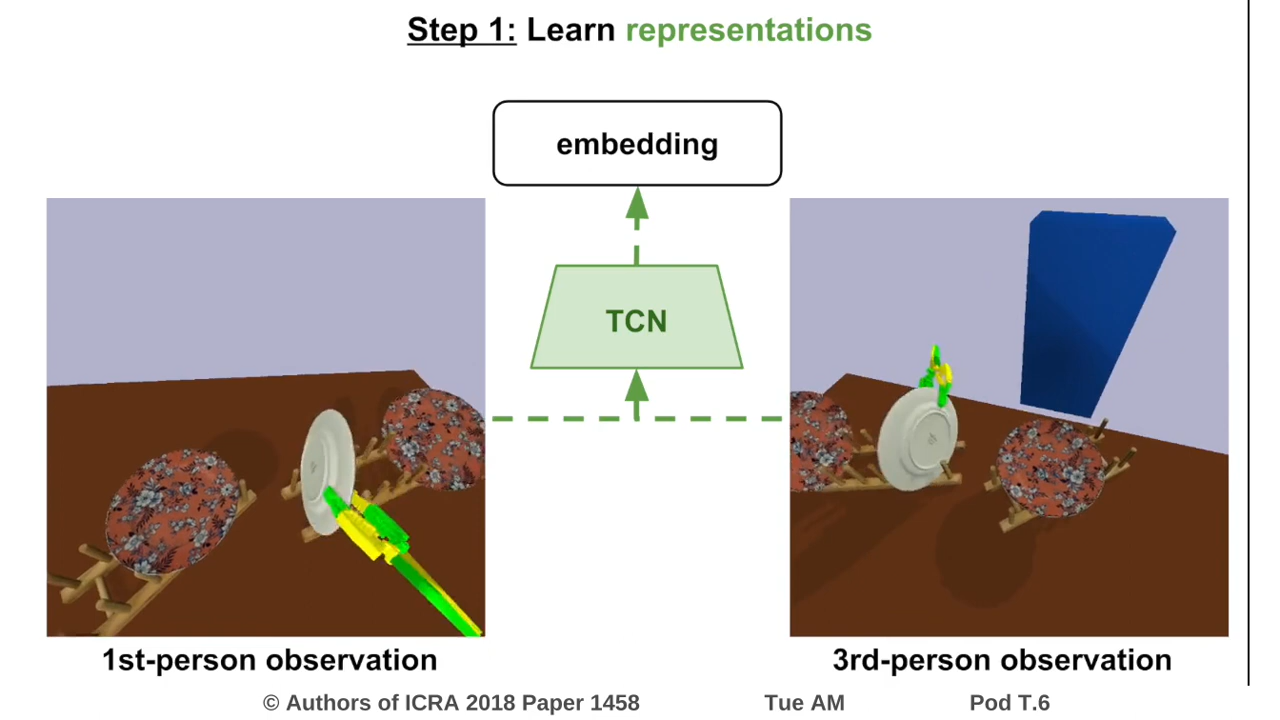 Step 1: Learn representations
embedding
TCN
1st-person observation
3rd-person observation
© Authors of ICRA 2018 Paper 1458 Tue AM Pod T.6